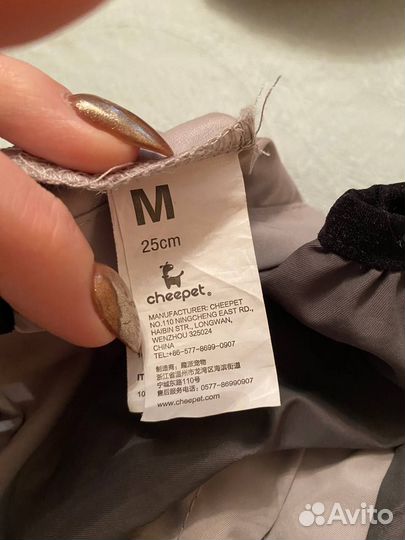 M
25cm
cheepet®
MANUFACTURER: CHEEPET
NO.110 NINGCHENG EAST RD.,
HAIBIN STR., LONGWAN,
WENZHOU 325024
CHINA
TEL:+86-577-8699-0907
制造商：魔派宠物
浙江省温州市龙湾区海滨街道
宁城东路110号
售后服务电话：0577-86990907
www.cheepet.com
10
Avito